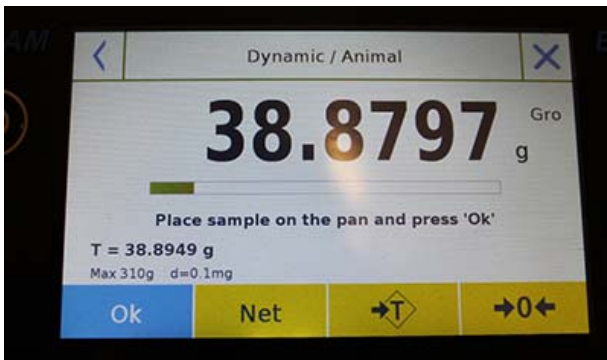 AM
Dynamic / Animal
38.8797 g
Gro
Place sample on the pan and press 'Ok'
T = 38.8949 g
Max 310g d=0.1mg
Ok Net →T →0←